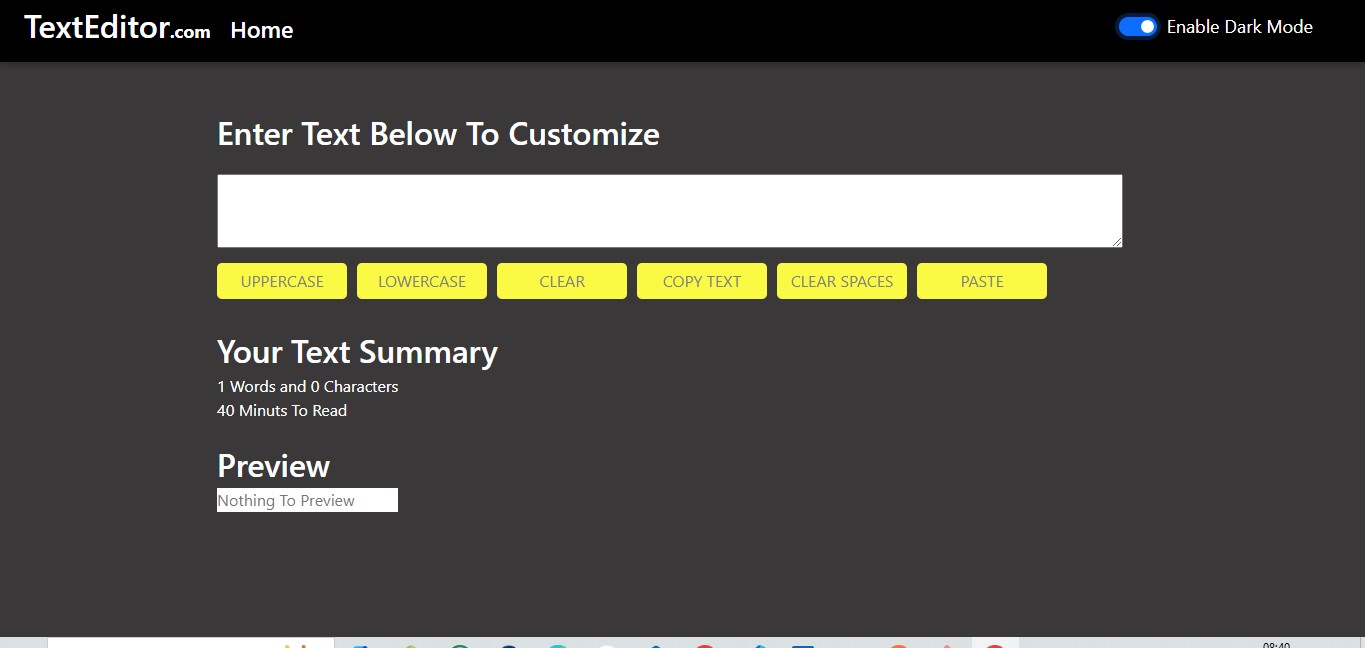 TextEditor.com Home Enable Dark Mode
Enter Text Below To Customize
UPPERCASE LOWERCASE CLEAR COPY TEXT CLEAR SPACES PASTE
Your Text Summary
1 Words and 0 Characters
40 Minuts To Read
Preview
Nothing To Preview
08:40